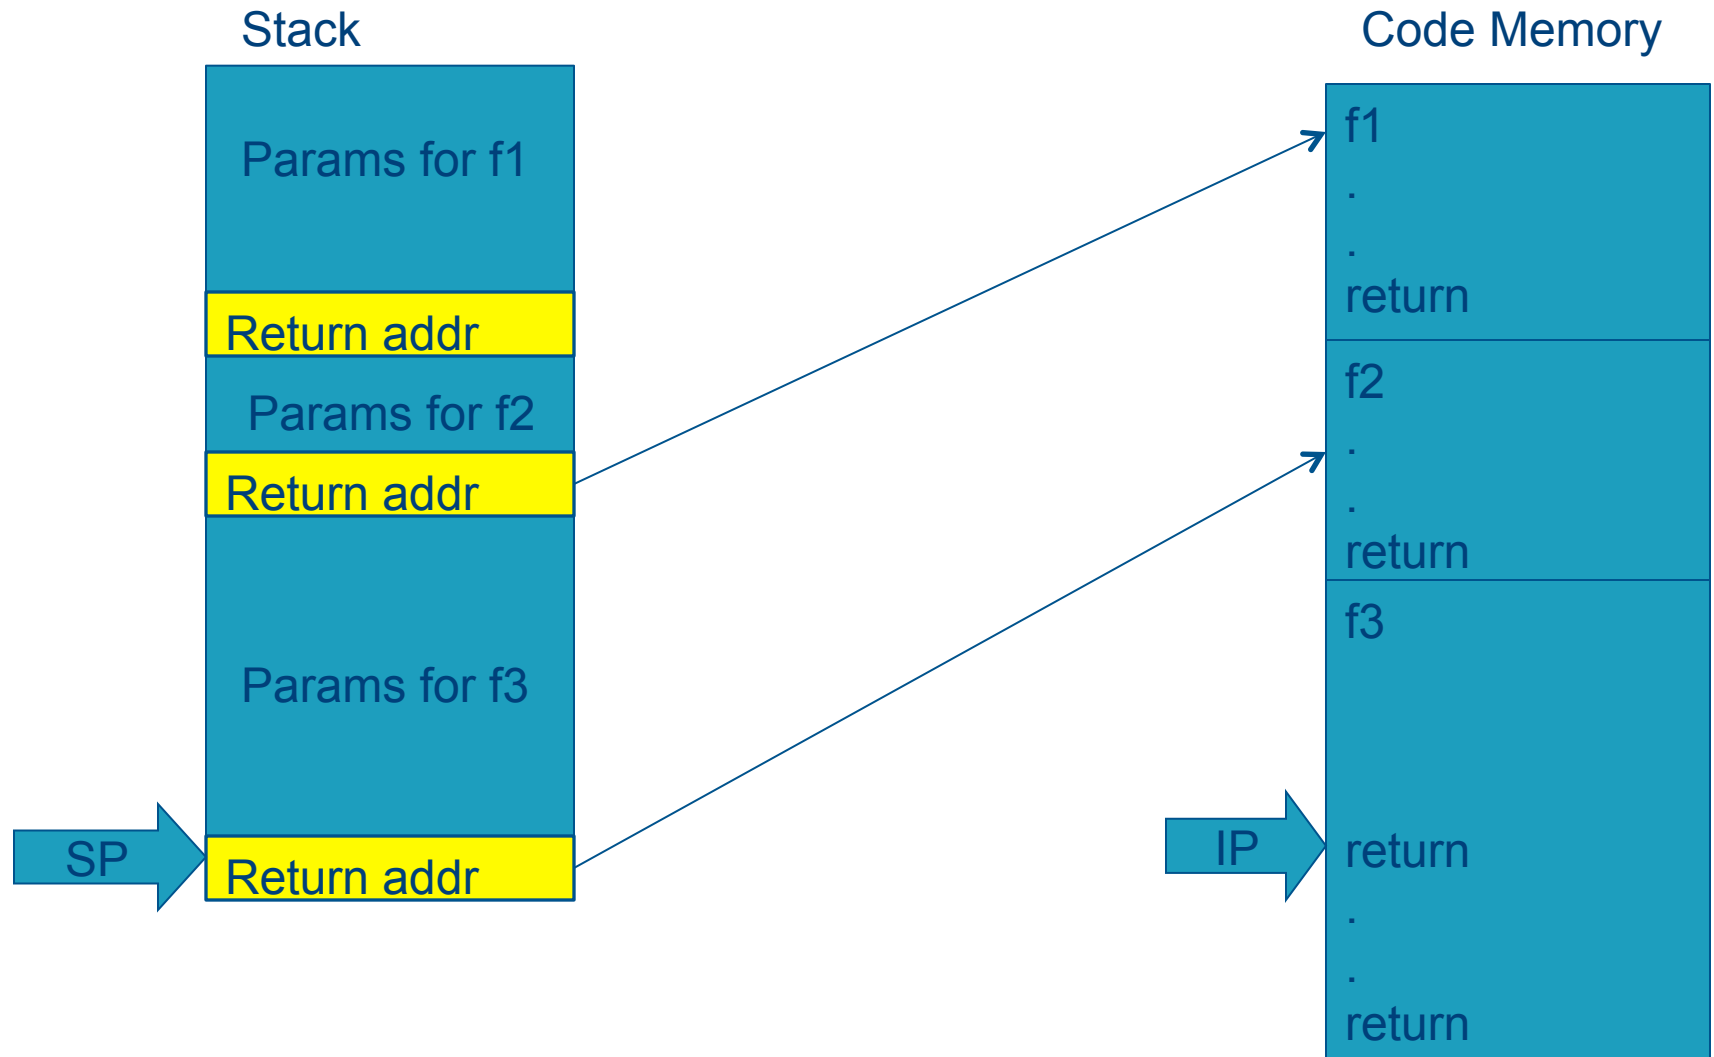 Stack
Params for f1
Return addr
Params for f2
Return addr
Params for f3
SP
Return addr
Code Memory
f1
.
.
return
f2
.
.
return
f3
IP
return
.
.
return